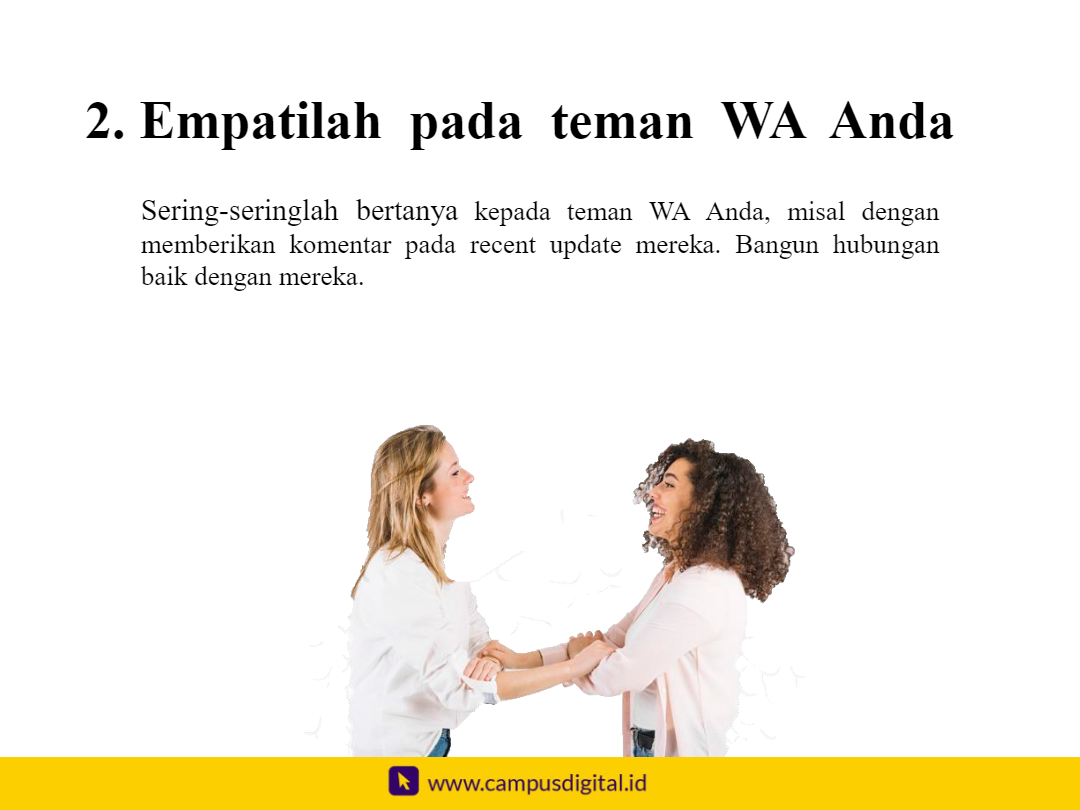 2. Empatilah pada teman WA Anda
Sering-seringlah bertanya kepada teman WA Anda, misal dengan
memberikan komentar pada recent update mereka. Bangun hubungan
baik dengan mereka.
www.campusdigital.id